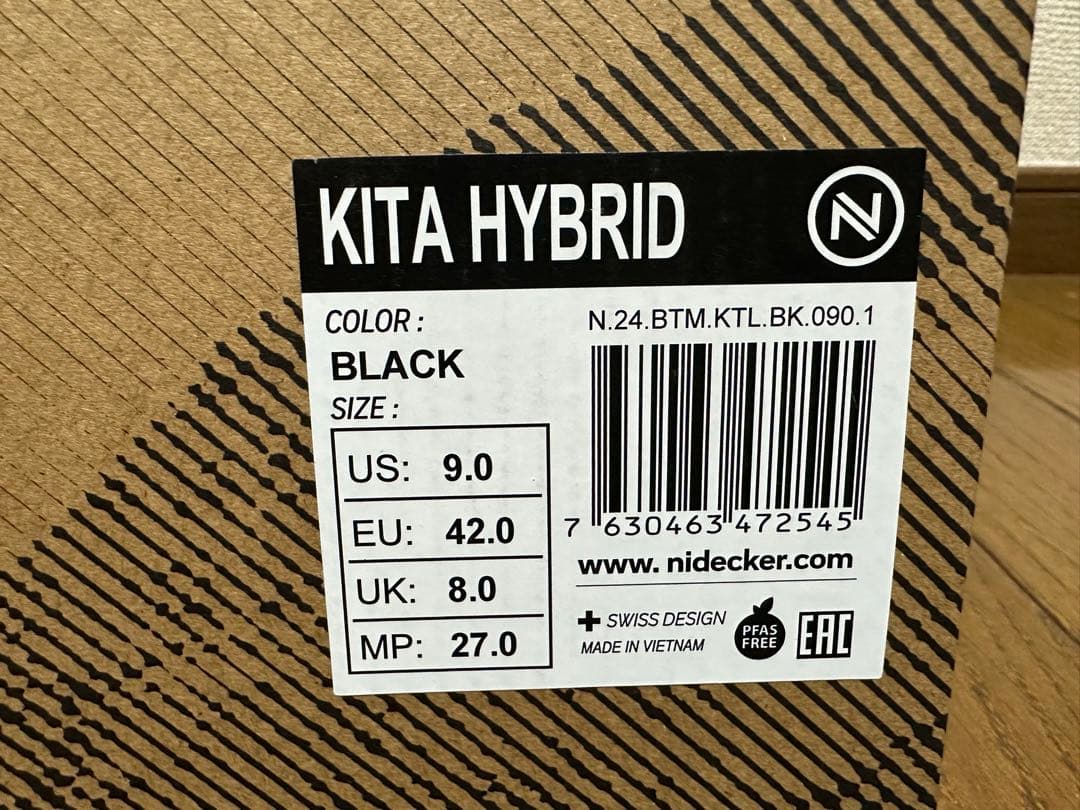 KITA HYBRID
N
COLOR :
BLACK
SIZE :
US: 9.0
EU: 42.0
UK: 8.0
MP: 27.0
N.24.BTM.KTL.BK.090.1
7 630463 472545
www. nidecker.com
+ SWISS DESIGN
MADE IN VIETNAM
PFAS
FREE
EAC